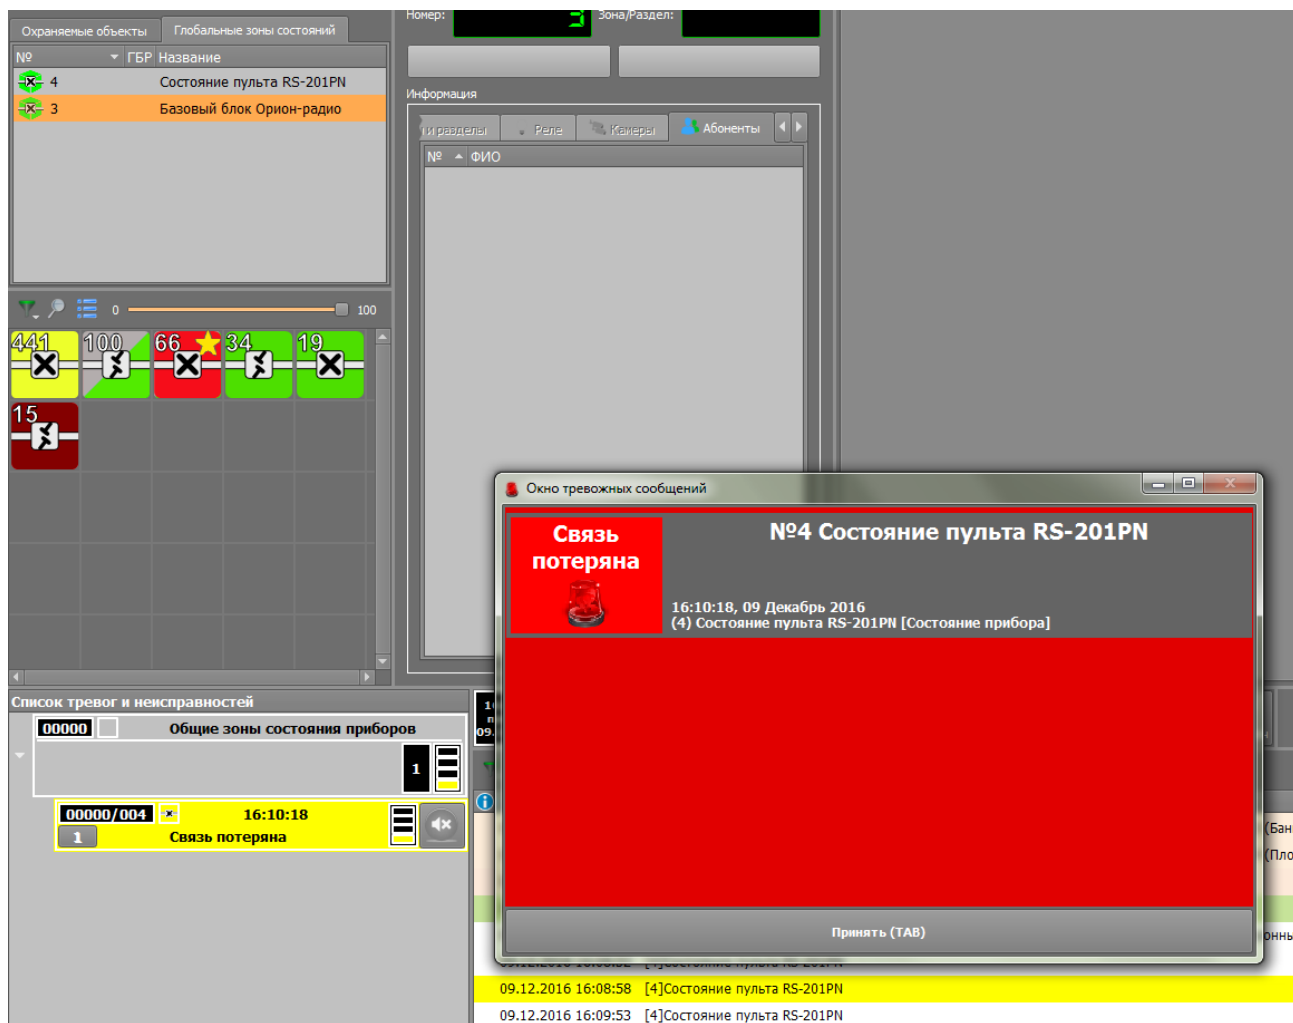 Охраняемые объекты
Глобальные зоны состояний
№ ГБР Название
4 Состояние пульта RS-201PN
3 Базовый блок Орион-радио
Номер: 3 Зона/Раздел:
Информация
и разделы Реле Камеры Абоненты
№ ФИО
0 100
441 100 66 34 19
15
Окно тревожных сообщений
Связь
потеряна
№4 Состояние пульта RS-201PN
16:10:18, 09 Декабрь 2016
(4) Состояние пульта RS-201PN [Состояние прибора]
Принять (TAB)
Список тревог и неисправностей
00000 Общие зоны состояния приборов
1
00000/004 16:10:18
1 Связь потеряна
09.12.2016 16:08:58 [4]Состояние пульта RS-201PN
09.12.2016 16:09:53 [4]Состояние пульта RS-201PN